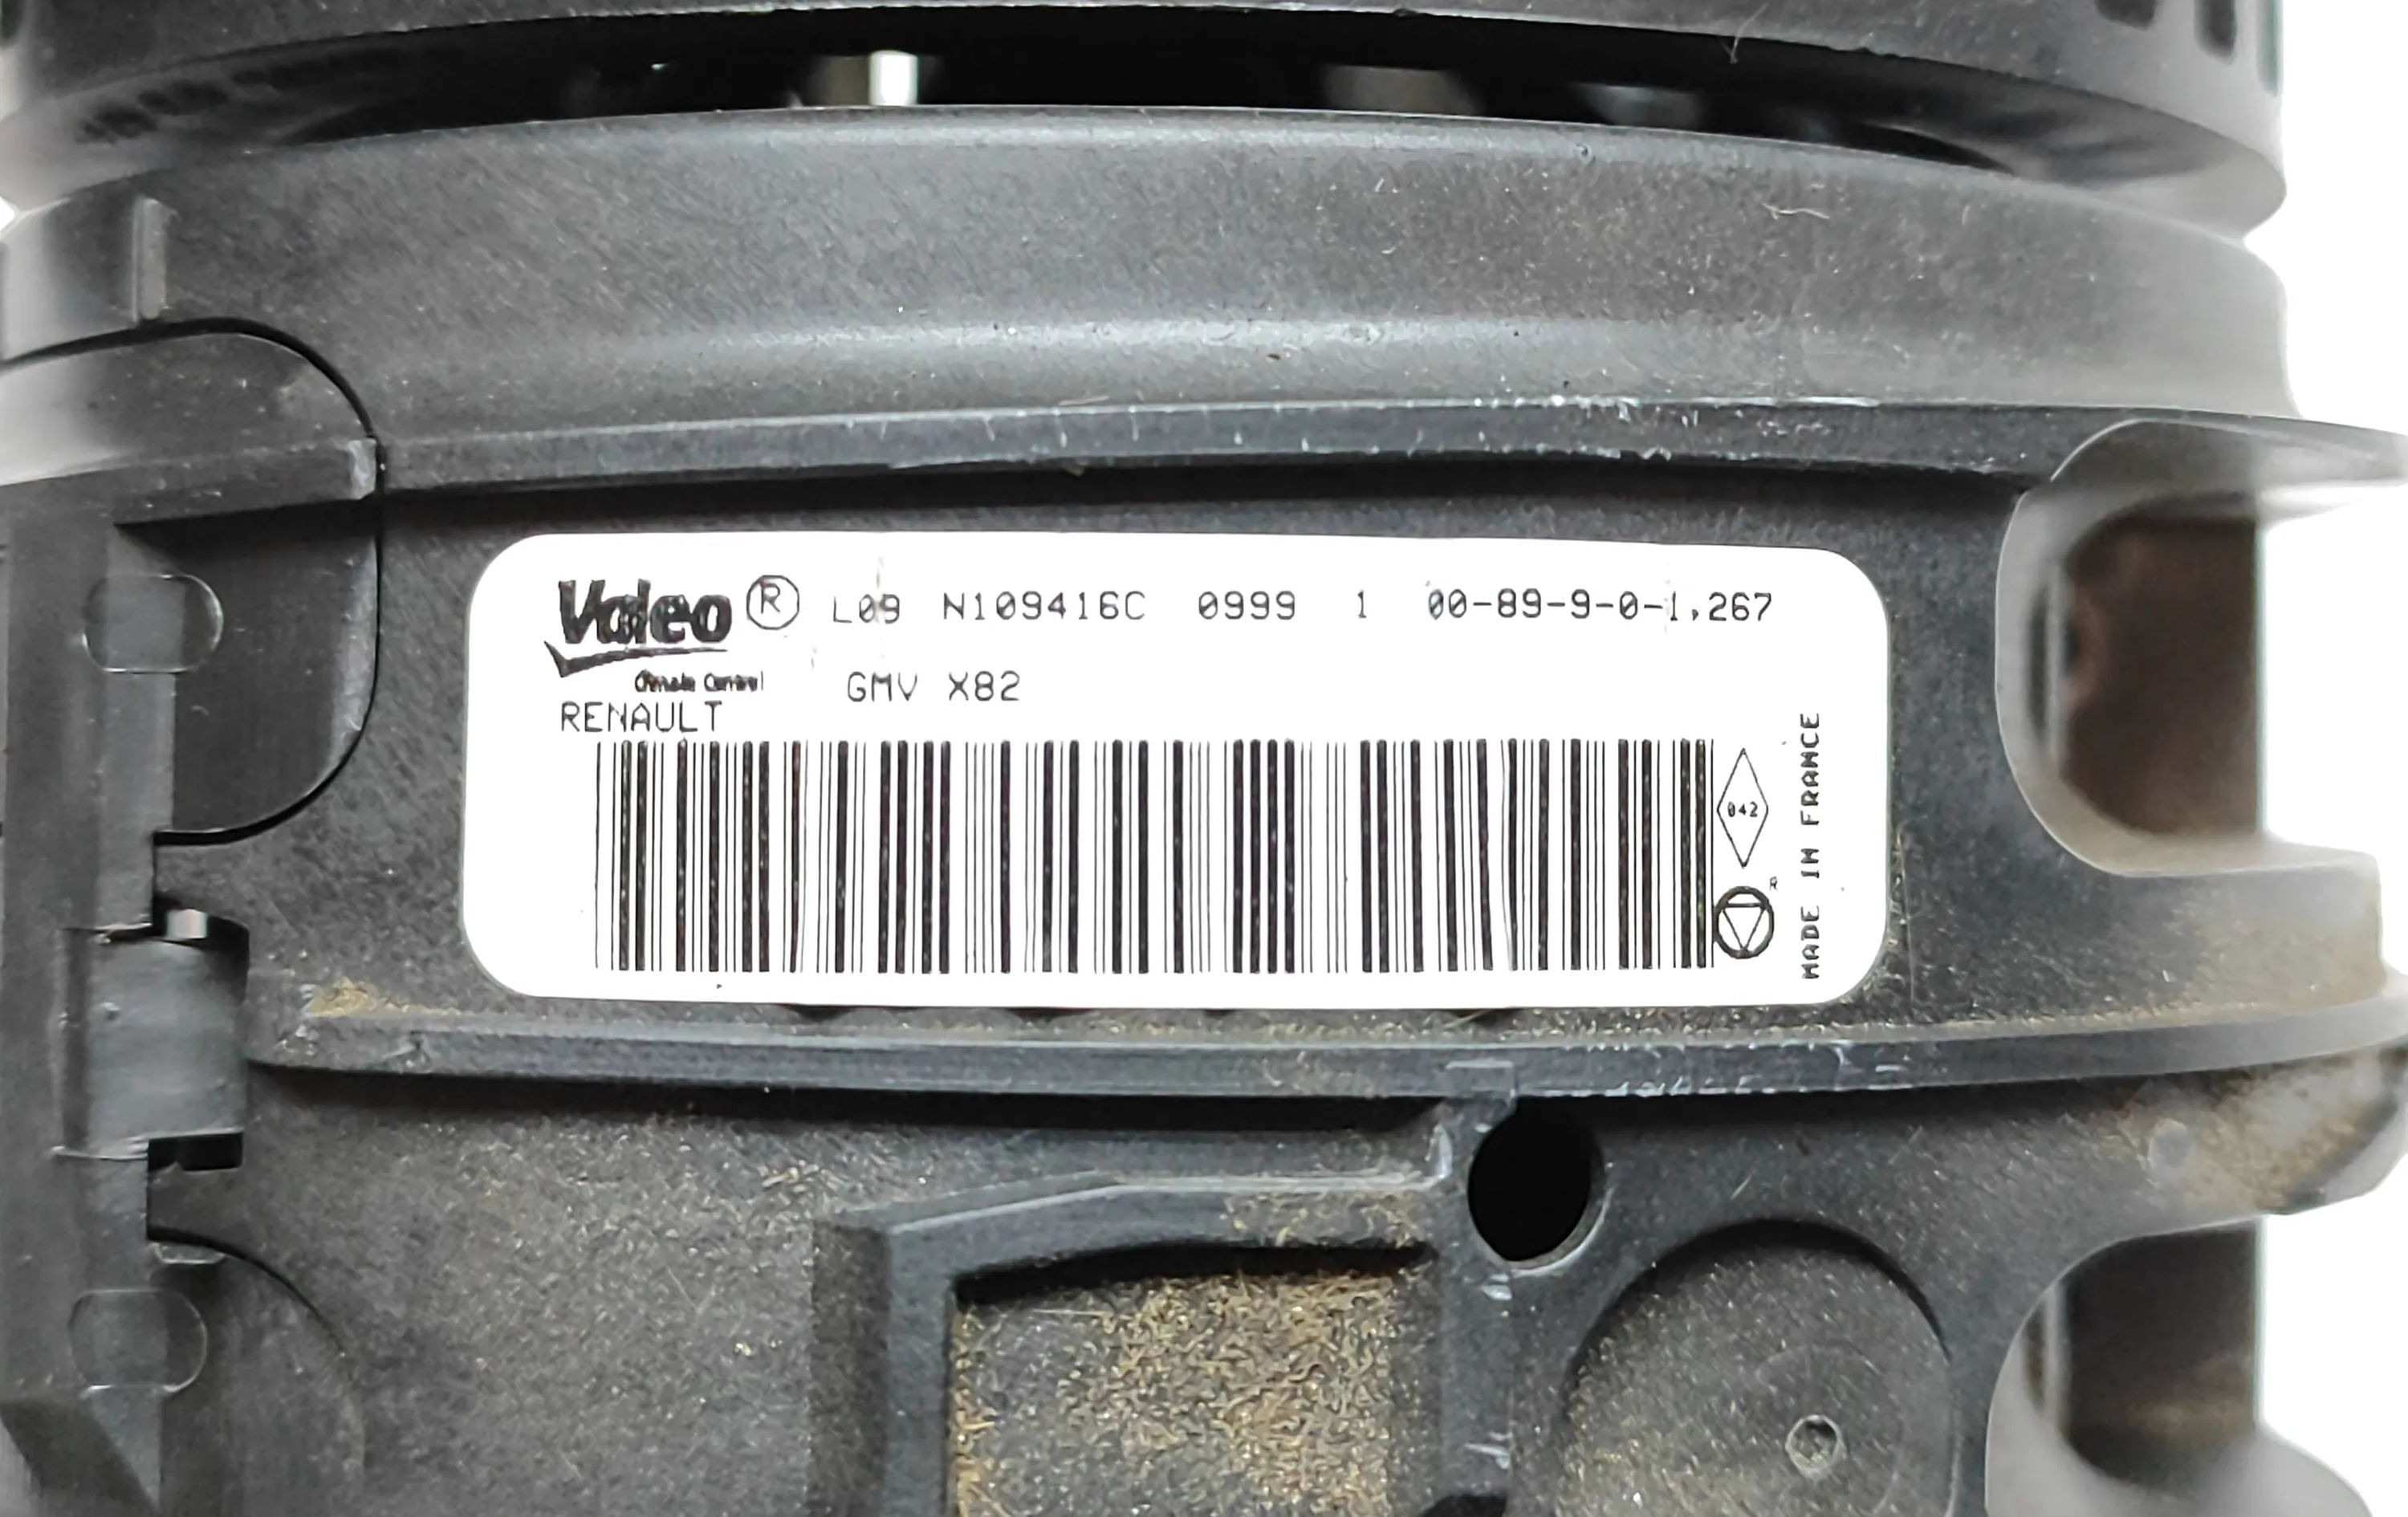 Valeo ® L09 N109416C 0999 1 00-89-9-0-1,267
Climate Control GMV X82
RENAULT
042
R
MADE IN FRANCE